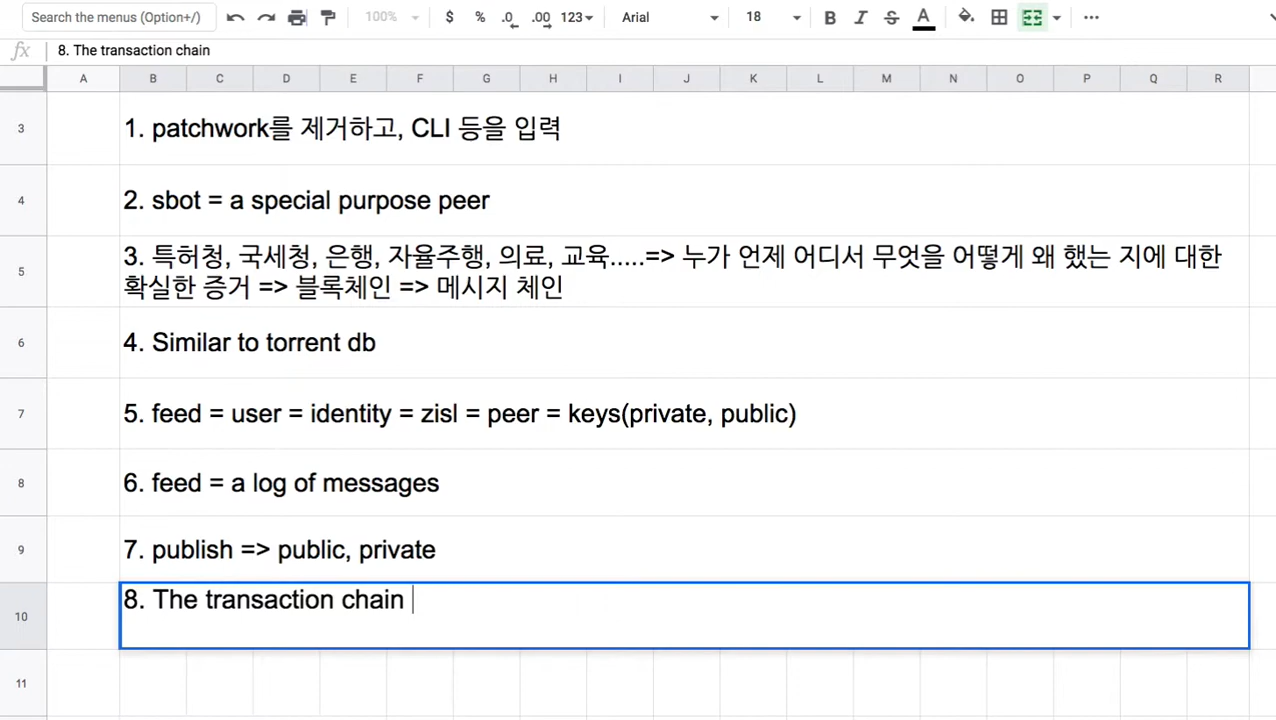 Search the menus (Option+/) 100% $ % .0 .00 123 Arial 18 B I S A
fx 8. The transaction chain
A B C D E F G H I J K L M N O P Q R
3 1. patchwork를 제거하고, CLI 등을 입력
4 2. sbot = a special purpose peer
3. 특허청, 국세청, 은행, 자율주행, 의료, 교육.....=> 누가 언제 어디서 무엇을 어떻게 왜 했는 지에 대한
5 확실한 증거 => 블록체인 => 메시지 체인
6 4. Similar to torrent db
7 5. feed = user = identity = zisl = peer = keys(private, public)
8 6. feed = a log of messages
9 7. publish => public, private
10 8. The transaction chain
11